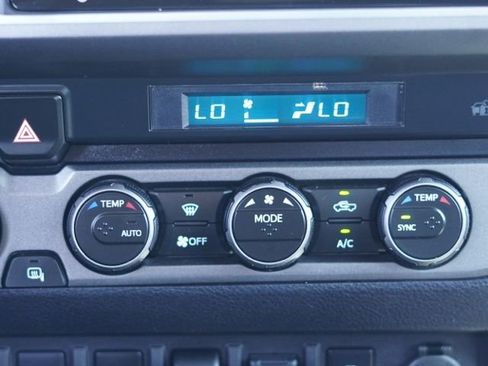 LO LO
TEMP MODE TEMP
AUTO OFF A/C SYNC